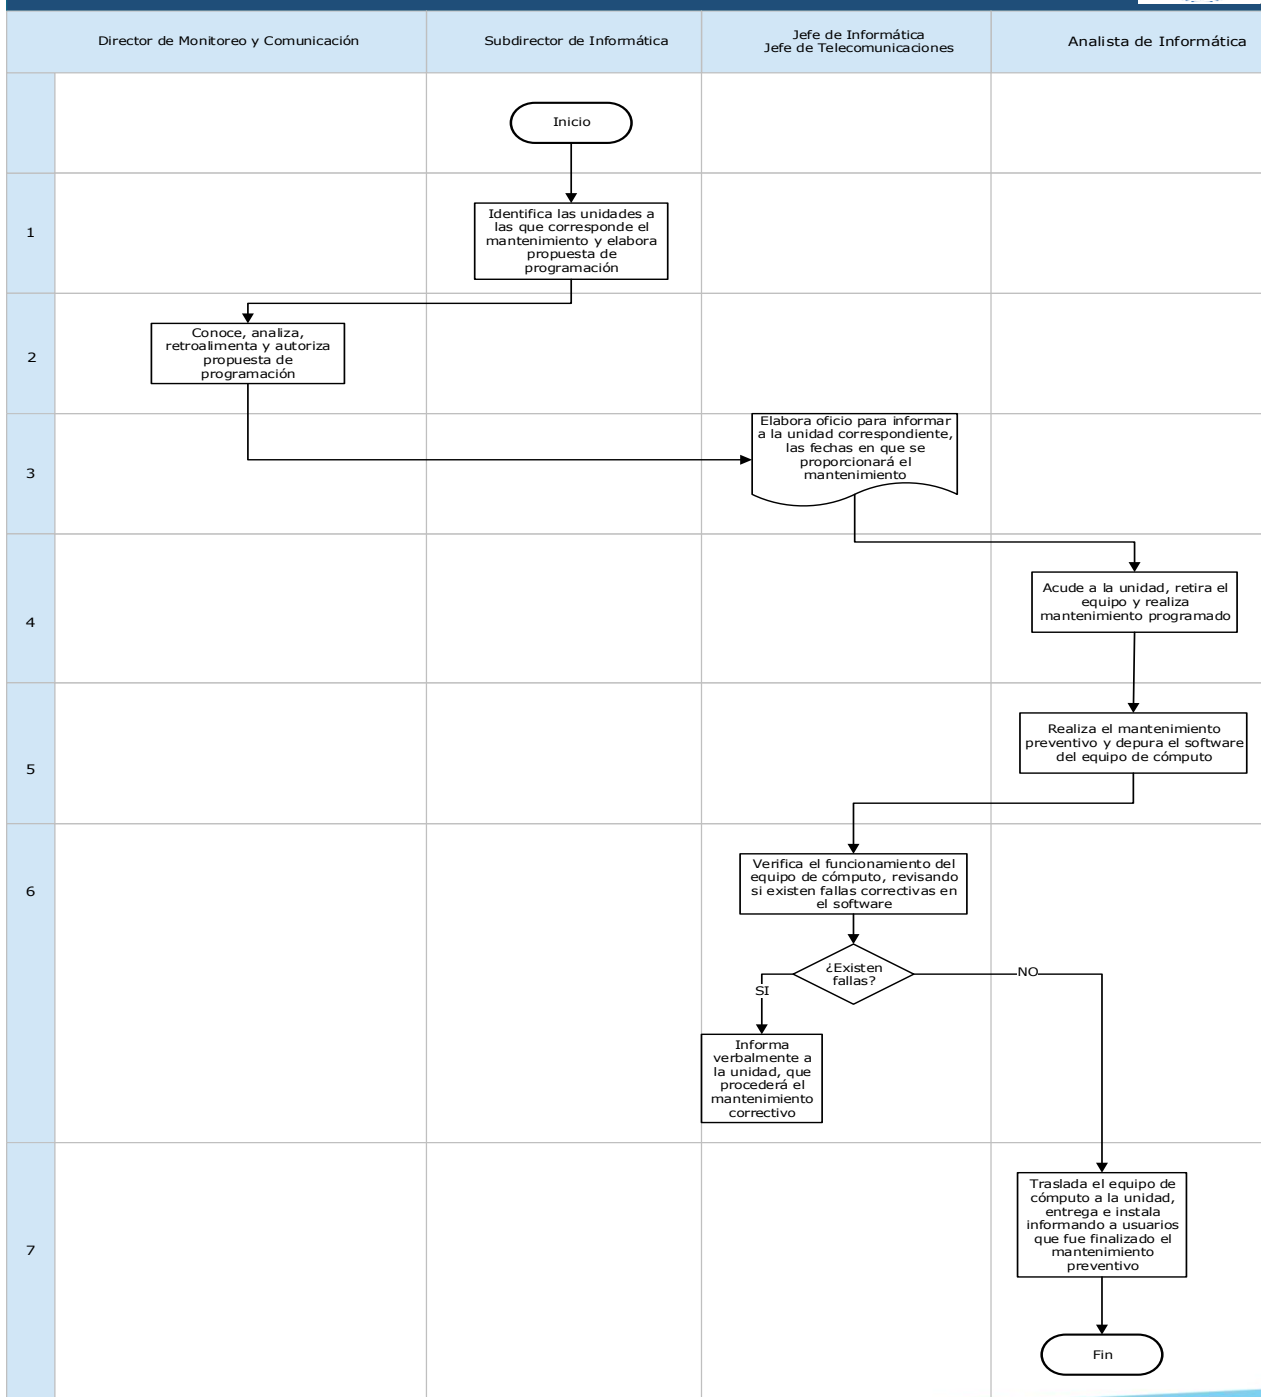 Director de Monitoreo y Comunicación
Subdirector de Informática
Jefe de Informática
Jefe de Telecomunicaciones
Analista de Informática
Inicio
1
Identifica las unidades a
las que corresponde el
mantenimiento y elabora
propuesta de
programación
2
Conoce, analiza,
retroalimenta y autoriza
propuesta de
programación
3
Elabora oficio para informar
a la unidad correspondiente,
las fechas en que se
proporcionará el
mantenimiento
4
Acude a la unidad, retira el
equipo y realiza
mantenimiento programado
5
Realiza el mantenimiento
preventivo y depura el software
del equipo de cómputo
6
Verifica el funcionamiento del
equipo de cómputo, revisando
si existen fallas correctivas en
el software
¿Existen
fallas?
SI
NO
Informa
verbalmente a
la unidad, que
procederá el
mantenimiento
correctivo
7
Traslada el equipo de
cómputo a la unidad,
entrega e instala
informando a usuarios
que fue finalizado el
mantenimiento
preventivo
Fin